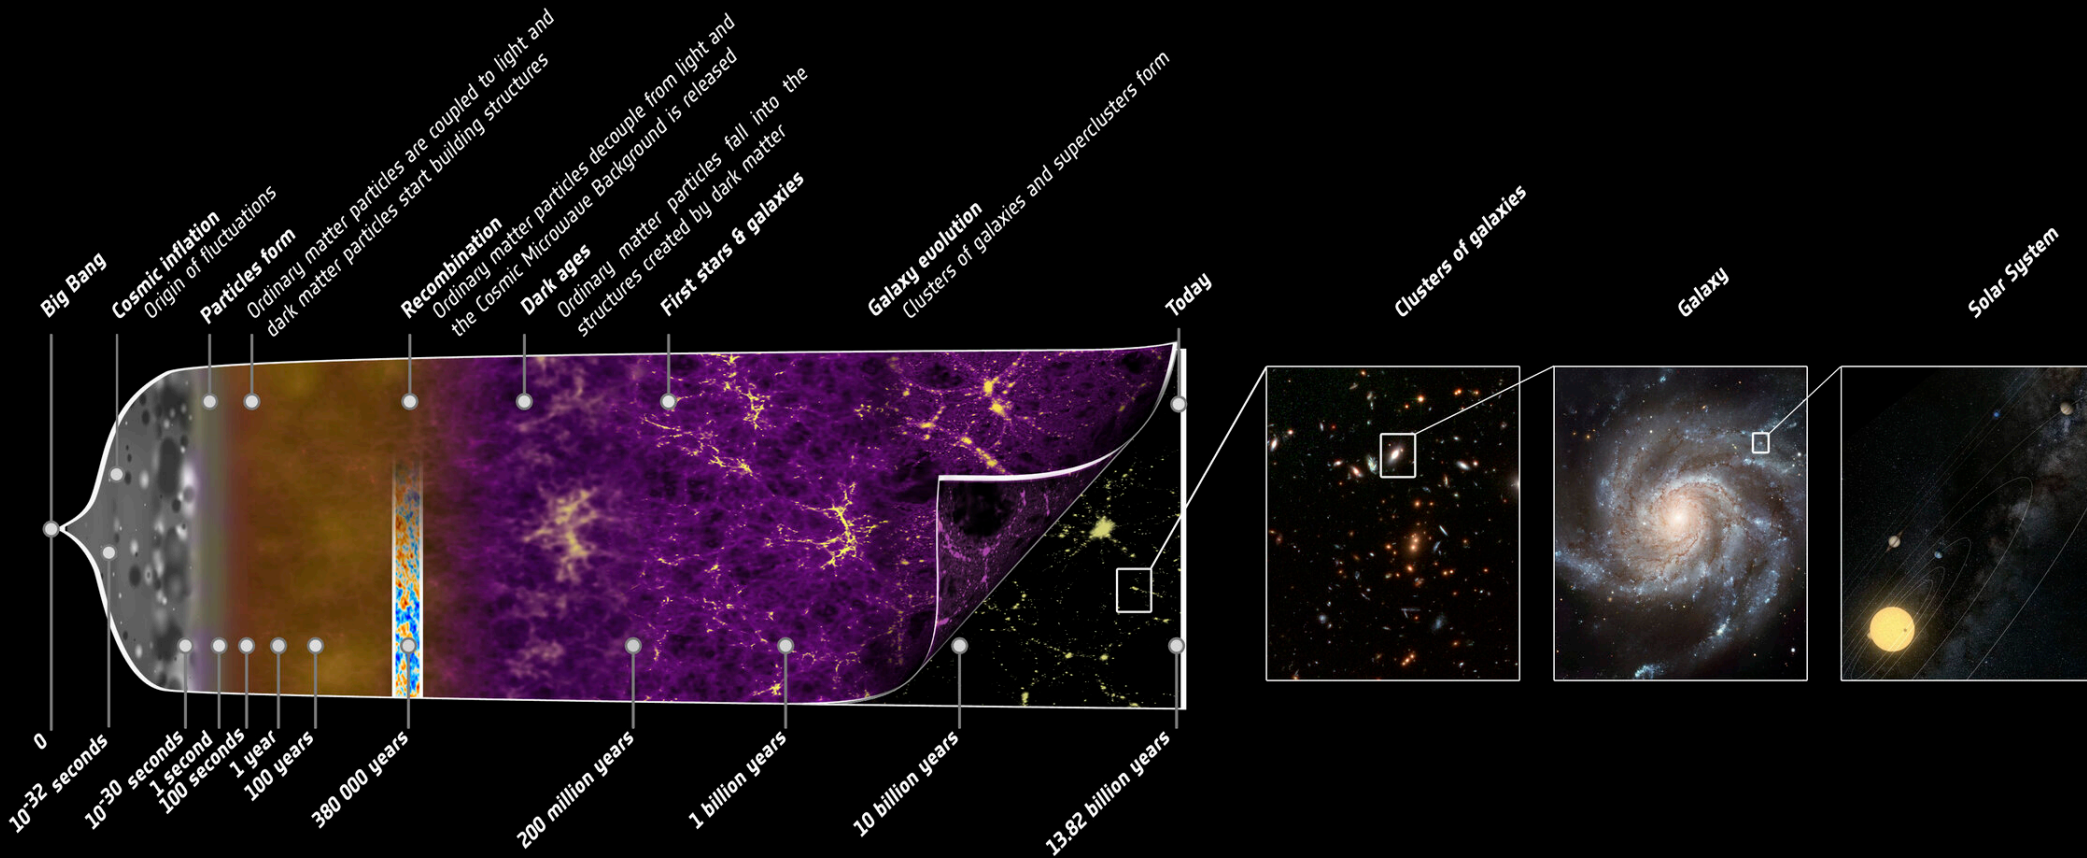 Big Bang
Cosmic inflation
Origin of fluctuations
Particles form
Ordinary matter particles are coupled to light and
dark matter particles start building structures
Recombination
Ordinary matter particles decouple from light and
the Cosmic Microwave Background is released
Dark ages
Ordinary matter particles fall into the
structures created by dark matter
First stars & galaxies
Galaxy evolution
Clusters of galaxies and superclusters form
Today
Clusters of galaxies
Galaxy
Solar System
0
10-32 seconds
10-30 seconds
1 second
100 seconds
1 year
100 years
380 000 years
200 million years
1 billion years
10 billion years
13.82 billion years